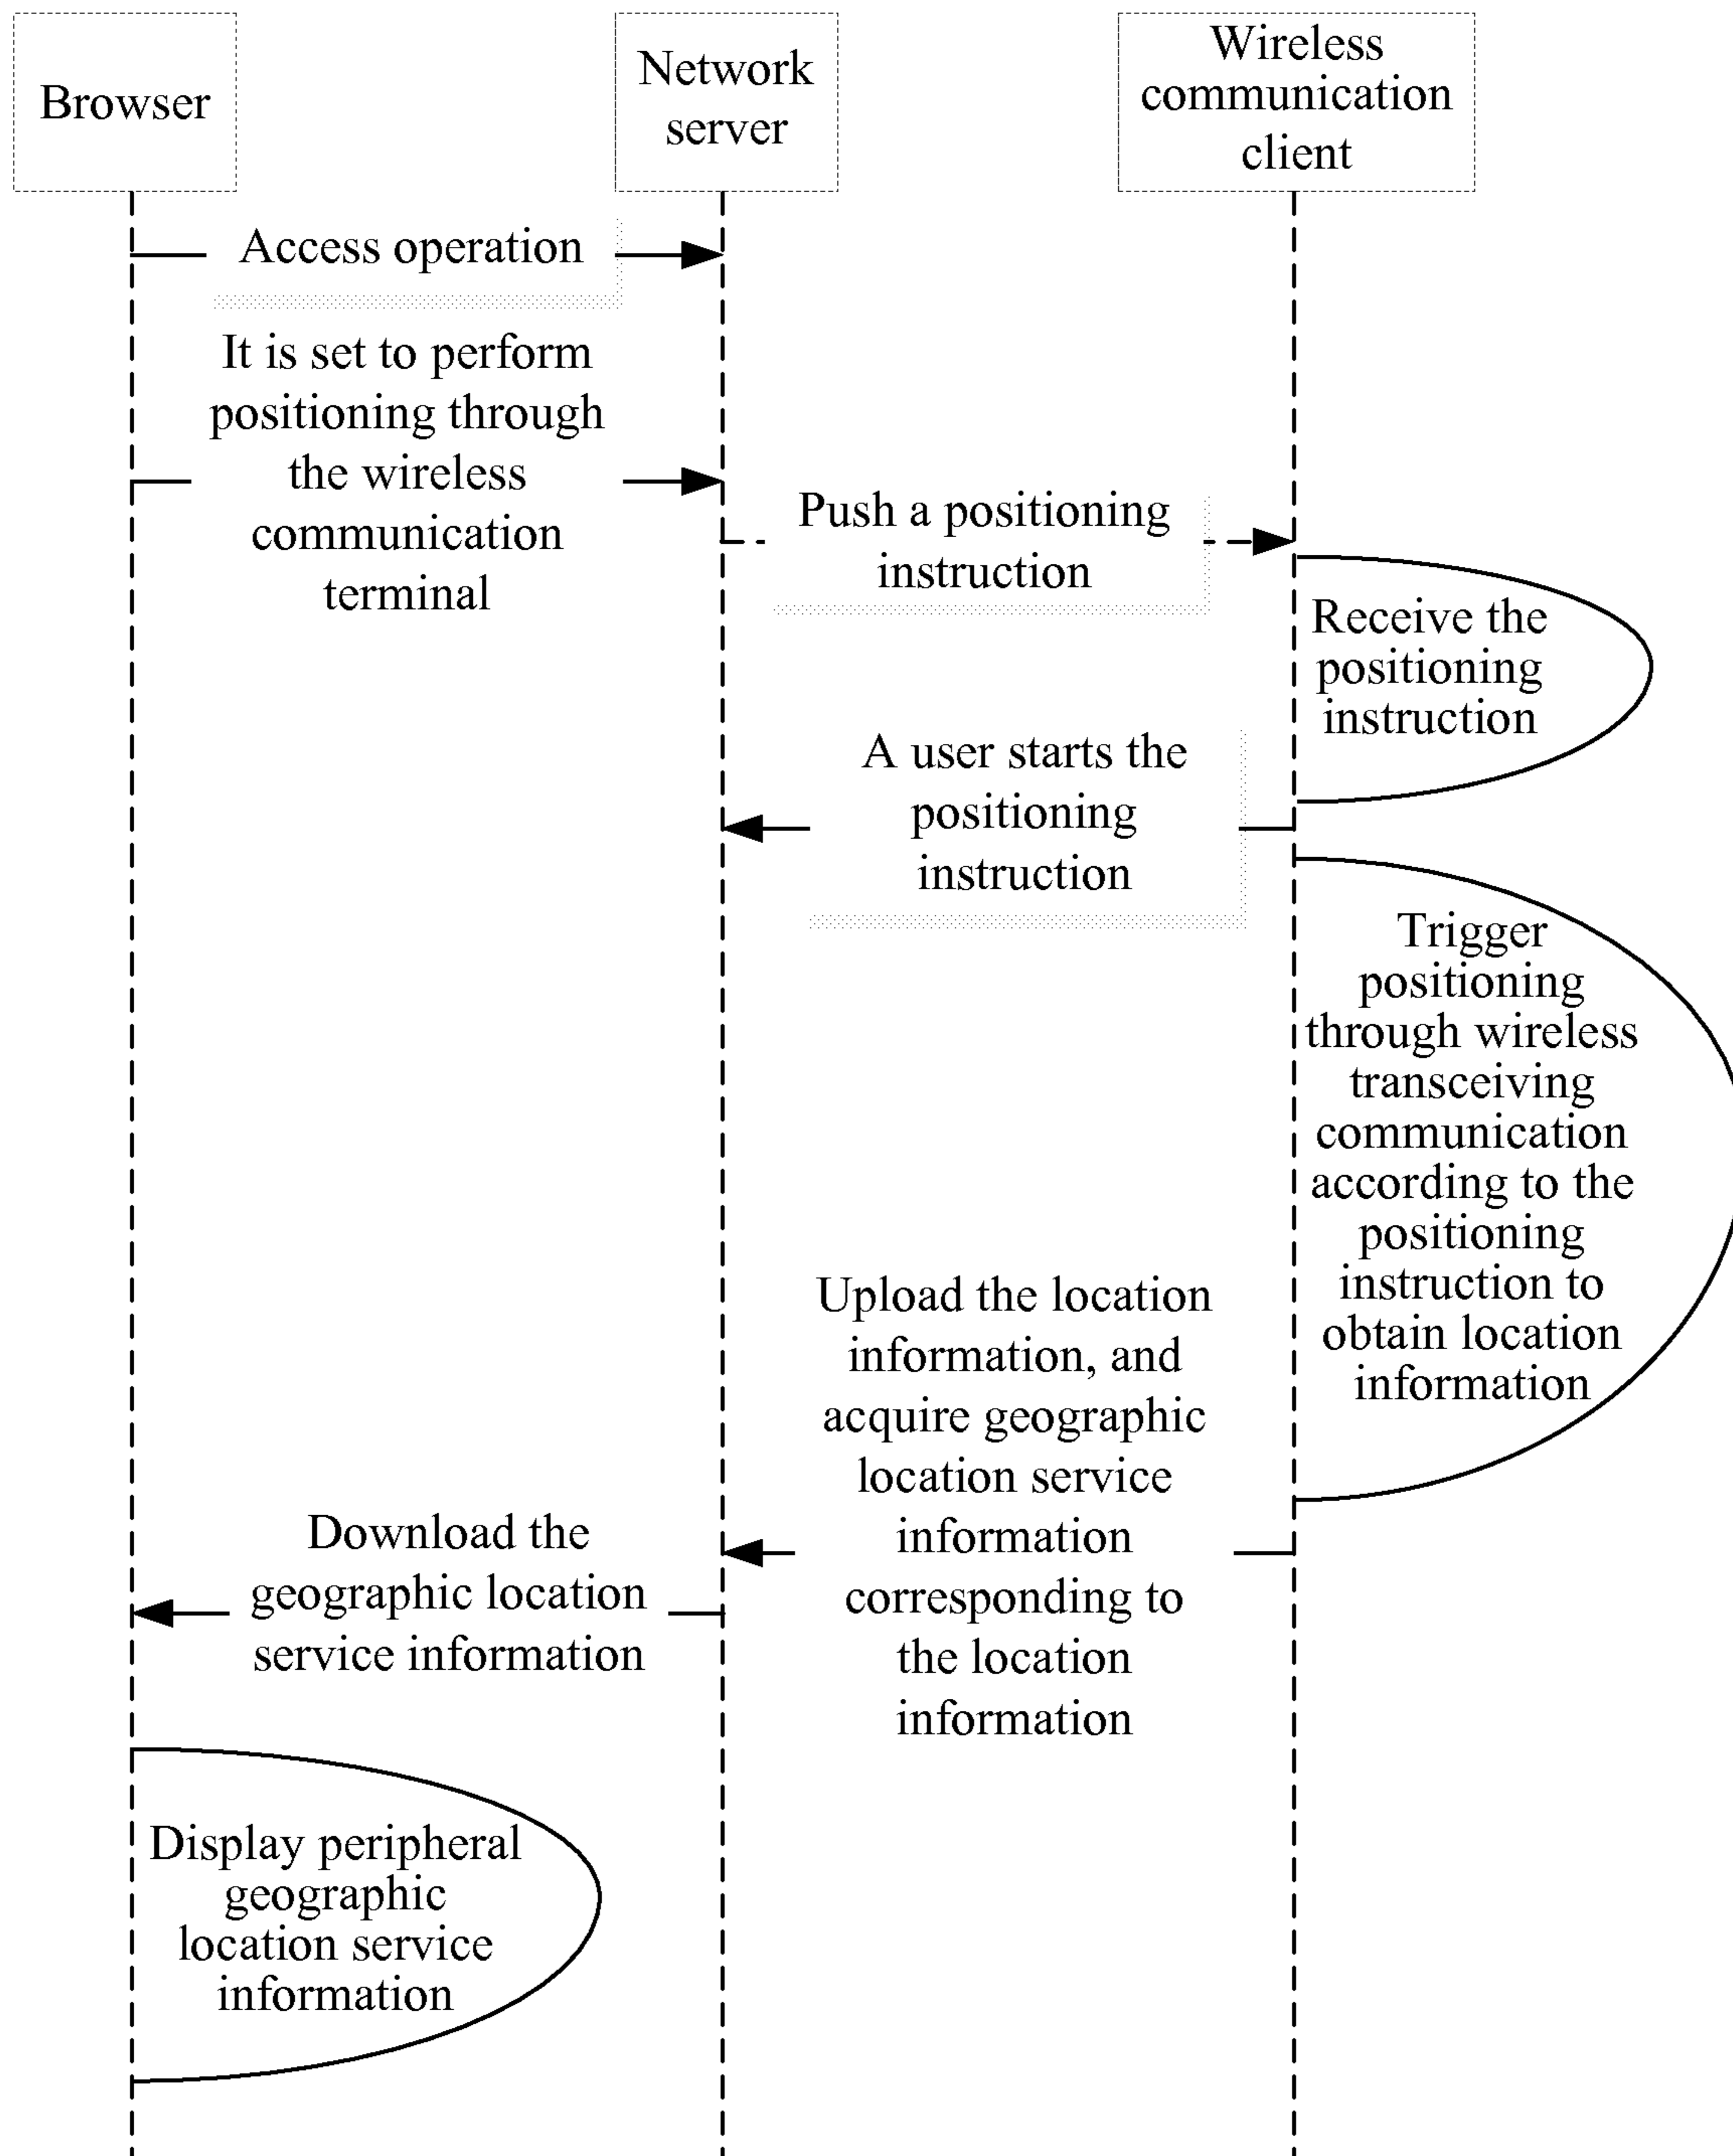 Browser
Network
server
Wireless
communication
client
Access operation
It is set to perform
positioning through
the wireless
communication
terminal
Push a positioning
instruction
Receive the
positioning
instruction
A user starts the
positioning
instruction
Trigger
positioning
through wireless
transceiving
communication
according to the
positioning
instruction to
obtain location
information
Upload the location
information, and
acquire geographic
location service
information
corresponding to
the location
information
Download the
geographic location
service information
Display peripheral
geographic
location service
information